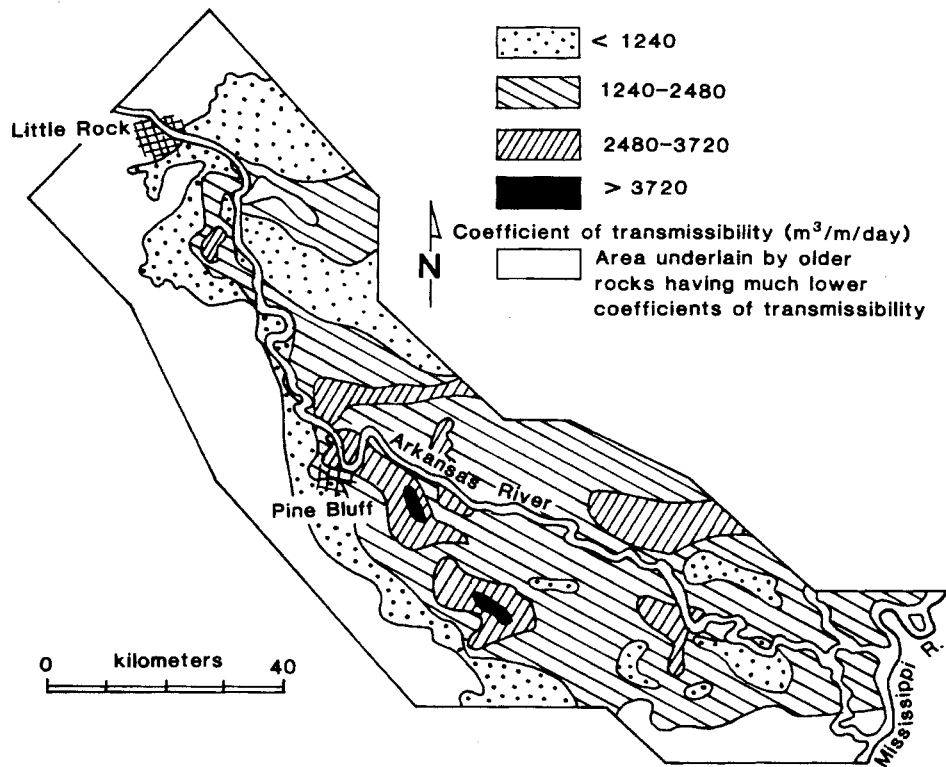 < 1240
1240-2480
2480-3720
> 3720
Coefficient of transmissibility (m³/m/day)
Area underlain by older
rocks having much lower
coefficients of transmissibility
N
Little Rock
Arkansas River
Pine Bluff
0 kilometers 40
Mississippi R.